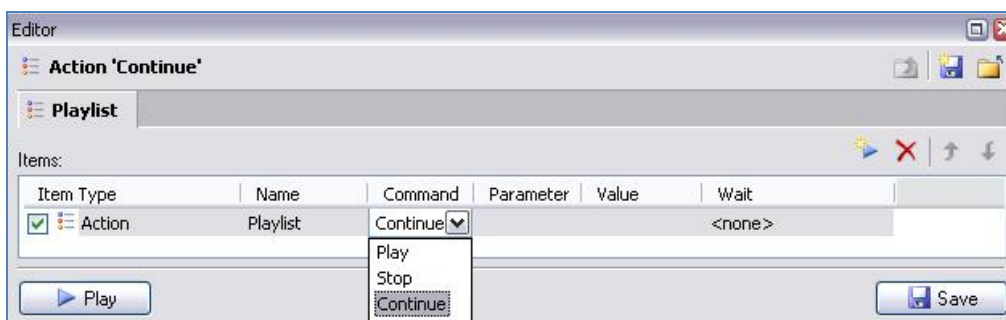 Editor
Action 'Continue'
Playlist
Items:
Item Type Name Command Parameter Value Wait
Action Playlist Continue <none>
Play
Stop
Continue
Play Save